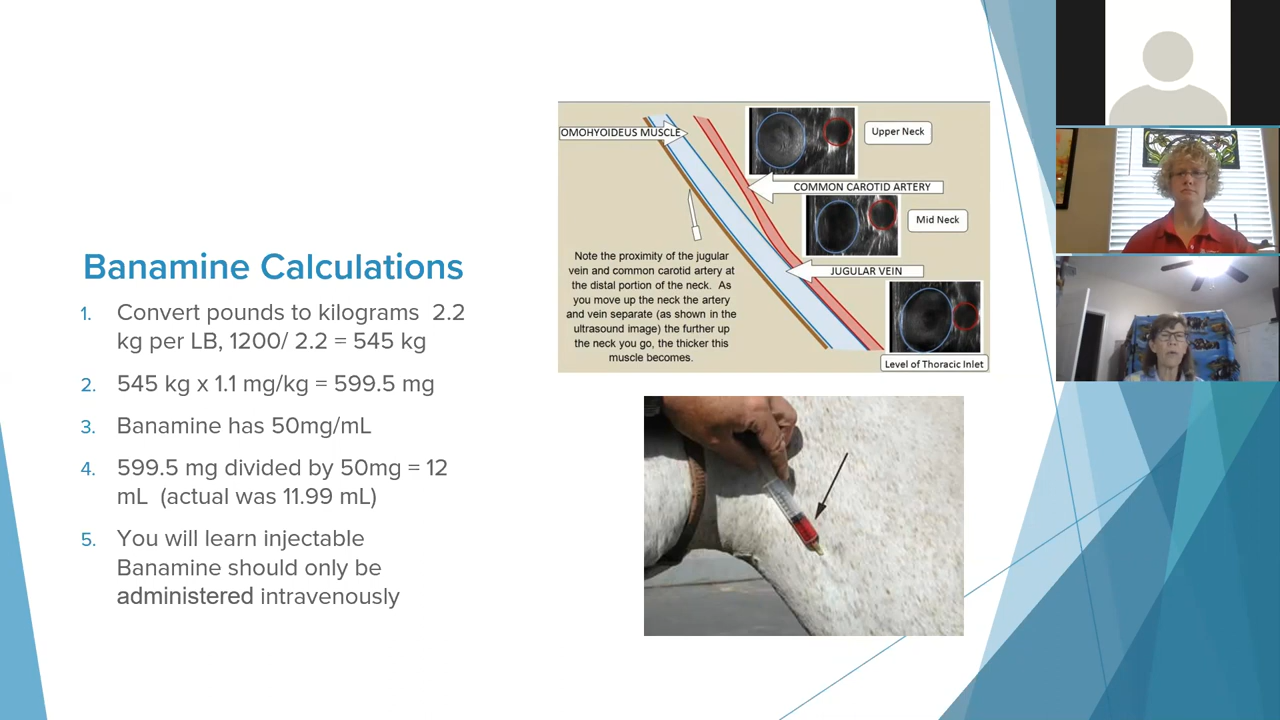 Banamine Calculations
1. Convert pounds to kilograms 2.2
kg per LB, 1200/ 2.2 = 545 kg
2. 545 kg x 1.1 mg/kg = 599.5 mg
3. Banamine has 50mg/mL
4. 599.5 mg divided by 50mg = 12
mL (actual was 11.99 mL)
5. You will learn injectable
Banamine should only be
administered intravenously
OMOHYOIDEUS MUSCLE
Upper Neck
COMMON CAROTID ARTERY
Mid Neck
JUGULAR VEIN
Note the proximity of the jugular
vein and common carotid artery at
the distal portion of the neck. As
you move up the neck the artery
and vein separate (as shown in the
ultrasound image) the further up
the neck you go, the thicker this
muscle becomes.
Level of Thoracic Inlet